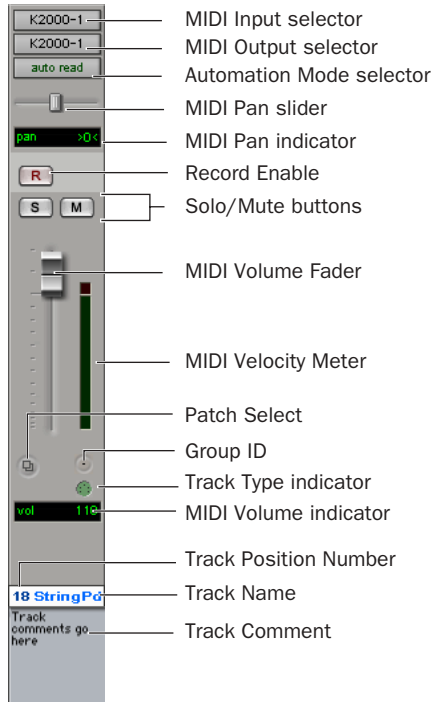 K2000-1 MIDI Input selector
K2000-1 MIDI Output selector
auto read Automation Mode selector
MIDI Pan slider
pan >0< MIDI Pan indicator
R Record Enable
S M Solo/Mute buttons
MIDI Volume Fader
MIDI Velocity Meter
Patch Select
Group ID
Track Type indicator
vol MIDI Volume indicator
Track Position Number
18 StringPd Track Name
Track
comments go Track Comment
here